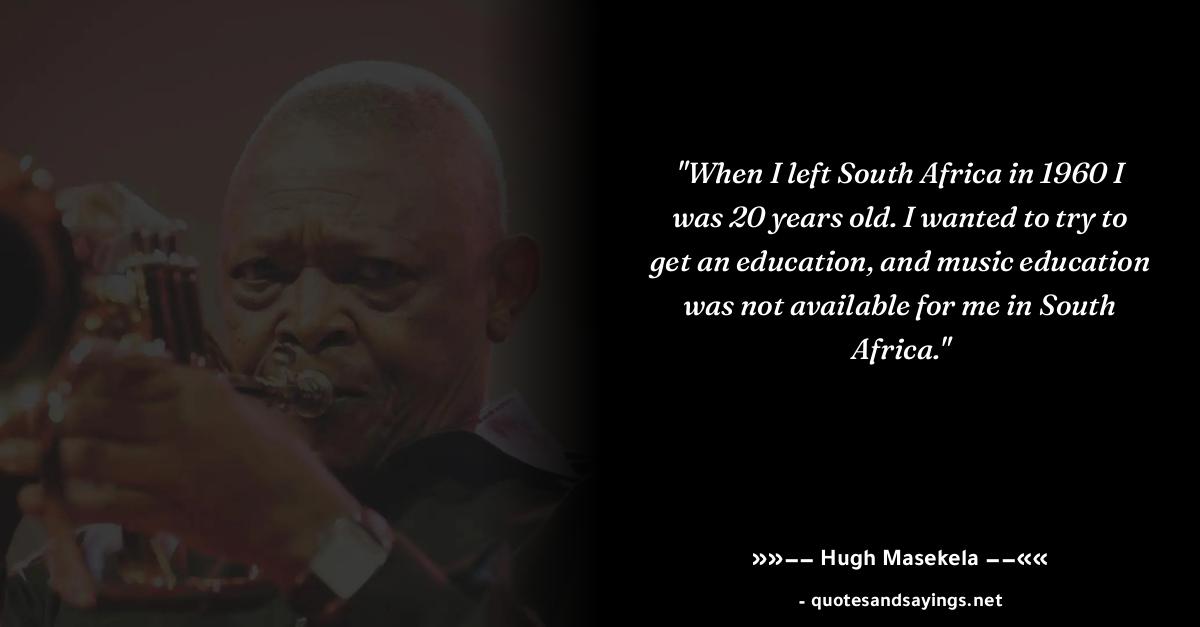 "When I left South Africa in 1960 I
was 20 years old. I wanted to try to
get an education, and music education
was not available for me in South
Africa."
»»−− Hugh Masekela −−««
- quotesandsayings.net